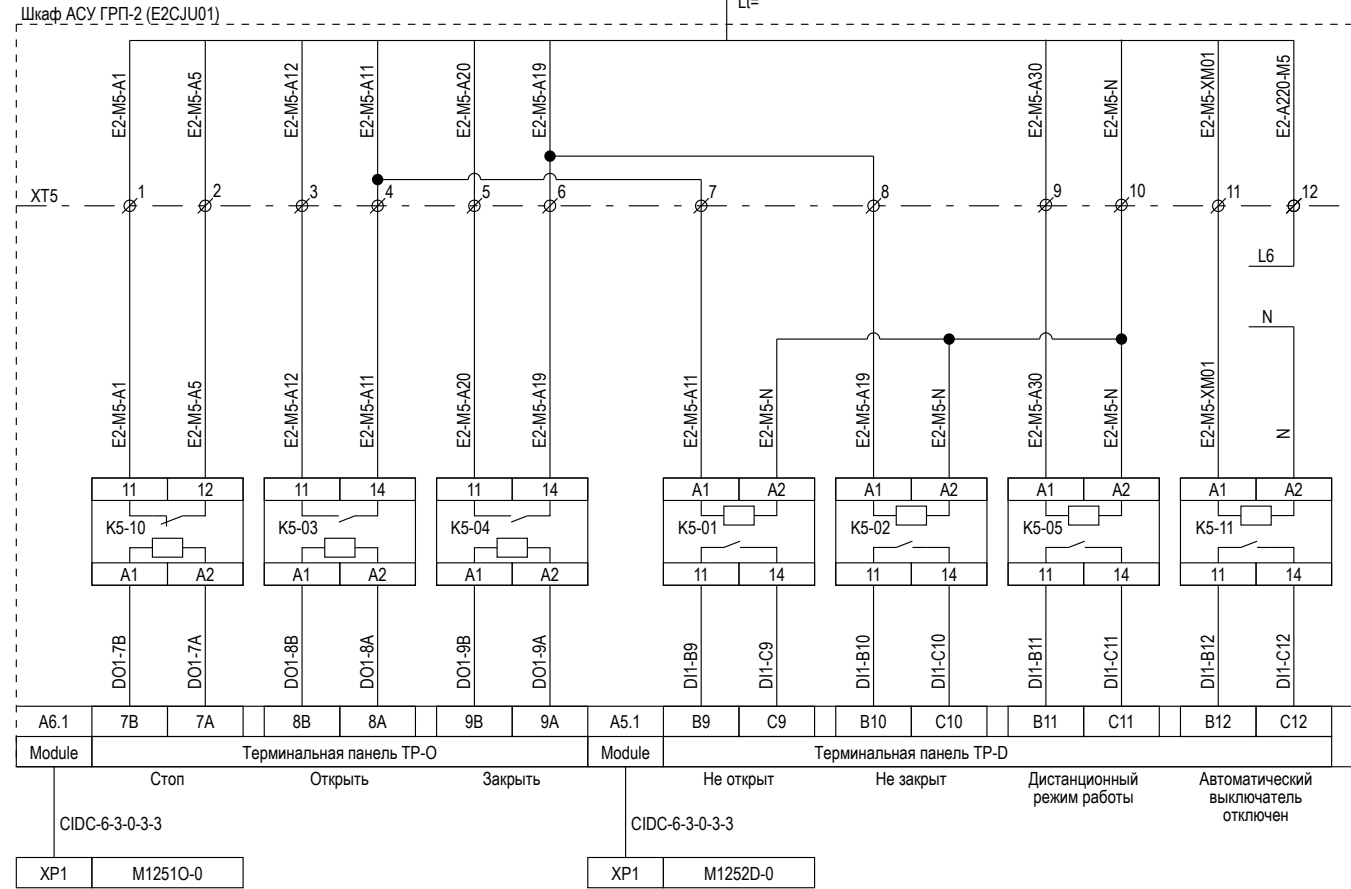 Lt=
Шкаф АСУ ГРП-2 (E2CJU01)
E2-M5-A1
E2-M5-A5
E2-M5-A12
E2-M5-A11
E2-M5-A20
E2-M5-A19
E2-M5-A30
E2-M5-N
E2-M5-XM01
E2-A220-M5
XT5
1
2
3
4
5
6
7
8
9
10
11
12
L6
N
E2-M5-A1
E2-M5-A5
E2-M5-A12
E2-M5-A11
E2-M5-A20
E2-M5-A19
E2-M5-A11
E2-M5-N
E2-M5-A19
E2-M5-N
E2-M5-A30
E2-M5-N
E2-M5-XM01
N
11 12
11 14
11 14
A1 A2
A1 A2
A1 A2
A1 A2
K5-10
K5-03
K5-04
K5-01
K5-02
K5-05
K5-11
A1 A2
A1 A2
A1 A2
11 14
11 14
11 14
11 14
DO1-7B
DO1-7A
DO1-8B
DO1-8A
DO1-9B
DO1-9A
DI1-B9
DI1-C9
DI1-B10
DI1-C10
DI1-B11
DI1-C11
DI1-B12
DI1-C12
A6.1 7B 7A 8B 8A 9B 9A A5.1 B9 C9 B10 C10 B11 C11 B12 C12
Module Терминальная панель TP-O Module Терминальная панель TP-D
Стоп
Открыть
Закрыть
Не открыт
Не закрыт
Дистанционный
режим работы
Автоматический
выключатель
отключен
CIDC-6-3-0-3-3
CIDC-6-3-0-3-3
XP1 M1251O-0
XP1 M1252D-0